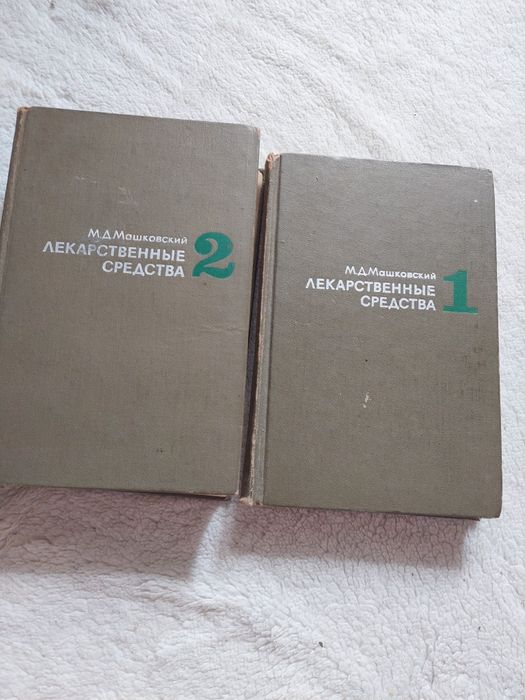 М.Д.Машковский
ЛЕКАРСТВЕННЫЕ
СРЕДСТВА
2
М.Д.Машковский
ЛЕКАРСТВЕННЫЕ
СРЕДСТВА
1